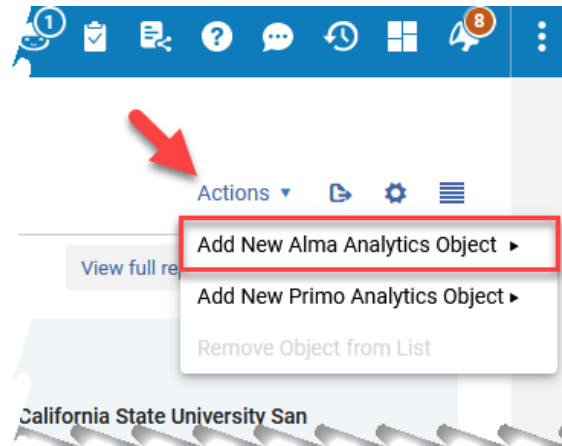 1
8
Actions
Add New Alma Analytics Object
View full re
Add New Primo Analytics Object
Remove Object from List
California State University San